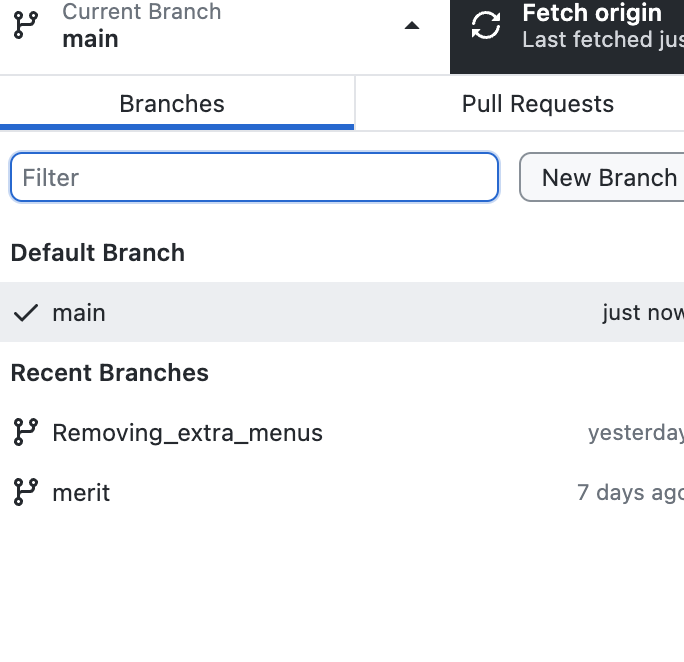 Current Branch
main
Fetch origin
Last fetched jus
Branches
Pull Requests
Filter
New Branch
Default Branch
main
just now
Recent Branches
Removing_extra_menus
yesterday
merit
7 days ago